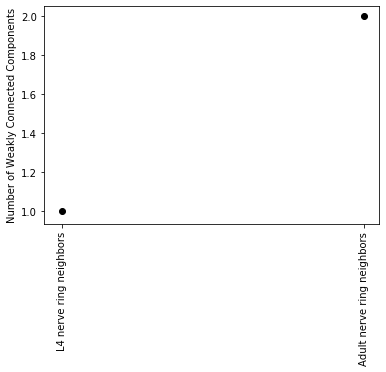 Number of Weakly Connected Components
2.0
1.8
1.6
1.4
1.2
1.0
L4 nerve ring neighbors
Adult nerve ring neighbors